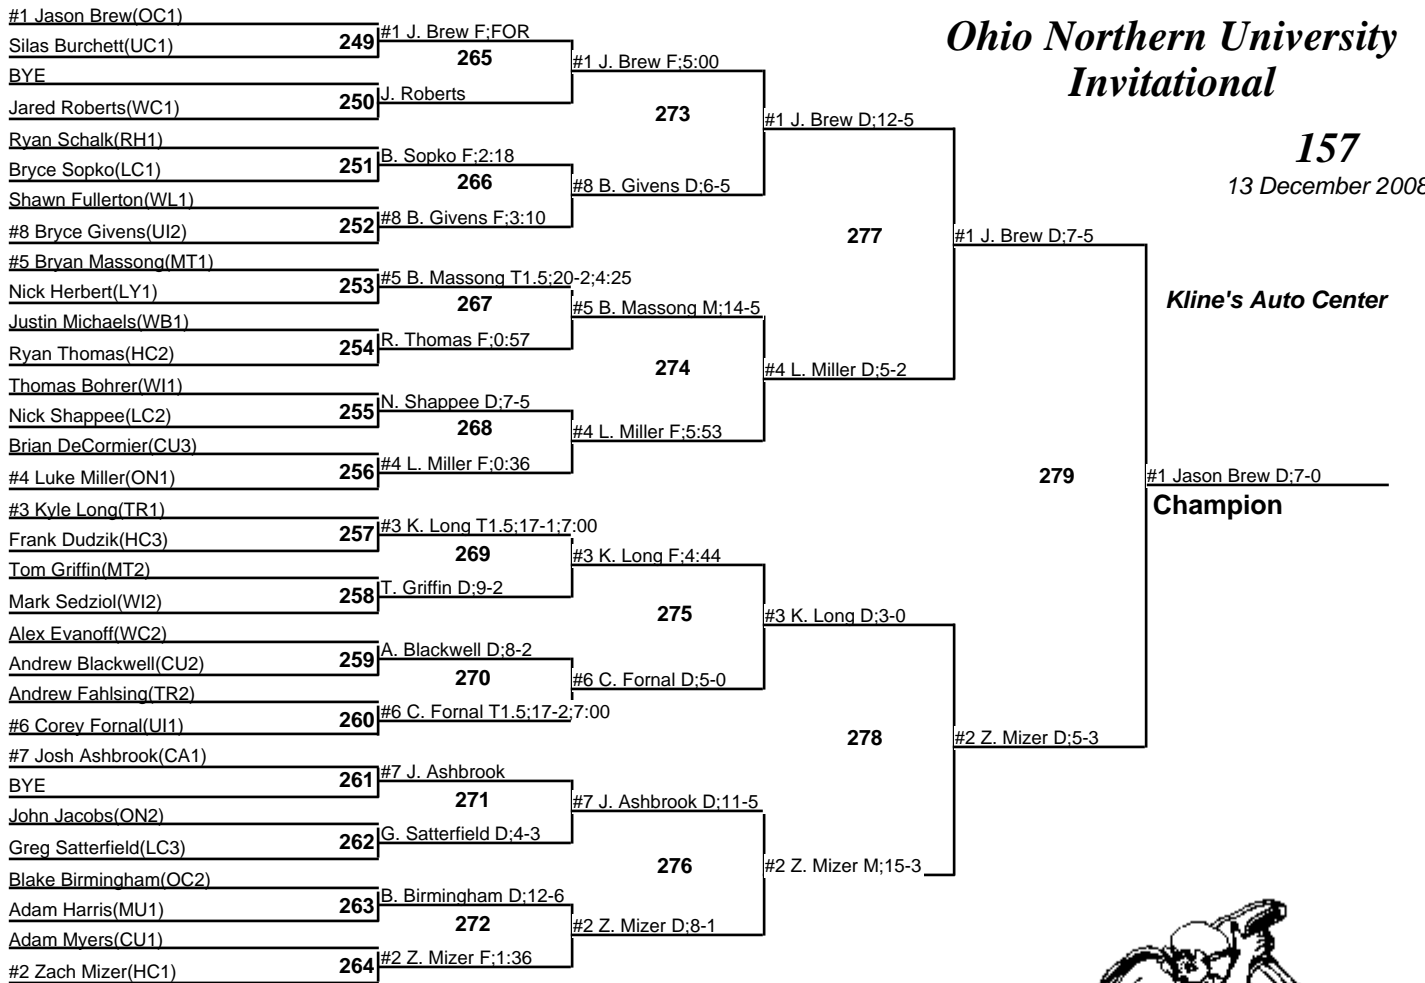 Ohio Northern University
Invitational
157
13 December 2008
Kline's Auto Center
#1 Jason Brew(OC1)
Silas Burchett(UC1)
249
BYE
Jared Roberts(WC1)
250
Ryan Schalk(RH1)
Bryce Sopko(LC1)
251
Shawn Fullerton(WL1)
#8 Bryce Givens(UI2)
252
#5 Bryan Massong(MT1)
Nick Herbert(LY1)
253
Justin Michaels(WB1)
Ryan Thomas(HC2)
254
Thomas Bohrer(WI1)
Nick Shappee(LC2)
255
Brian DeCormier(CU3)
#4 Luke Miller(ON1)
256
#3 Kyle Long(TR1)
Frank Dudzik(HC3)
257
Tom Griffin(MT2)
Mark Sedziol(WI2)
258
Alex Evanoff(WC2)
Andrew Blackwell(CU2)
259
Andrew Fahlsing(TR2)
#6 Corey Fornal(UI1)
260
#7 Josh Ashbrook(CA1)
BYE
261
John Jacobs(ON2)
Greg Satterfield(LC3)
262
Blake Birmingham(OC2)
Adam Harris(MU1)
263
Adam Myers(CU1)
#2 Zach Mizer(HC1)
264
#1 J. Brew F;FOR
265
J. Roberts
B. Sopko F;2:18
266
#8 B. Givens F;3:10
#5 B. Massong T1.5;20-2;4:25
267
R. Thomas F;0:57
N. Shappee D;7-5
268
#4 L. Miller F;0:36
#3 K. Long T1.5;17-1;7:00
269
T. Griffin D;9-2
A. Blackwell D;8-2
270
#6 C. Fornal T1.5;17-2;7:00
#7 J. Ashbrook
271
G. Satterfield D;4-3
B. Birmingham D;12-6
272
#2 Z. Mizer F;1:36
#1 J. Brew F;5:00
273
#8 B. Givens D;6-5
#5 B. Massong M;14-5
274
#4 L. Miller F;5:53
#3 K. Long F;4:44
275
#6 C. Fornal D;5-0
#7 J. Ashbrook D;11-5
276
#2 Z. Mizer D;8-1
#1 J. Brew D;12-5
277
#4 L. Miller D;5-2
#3 K. Long D;3-0
278
#2 Z. Mizer M;15-3
#1 J. Brew D;7-5
279
#2 Z. Mizer D;5-3
#1 Jason Brew D;7-0
Champion